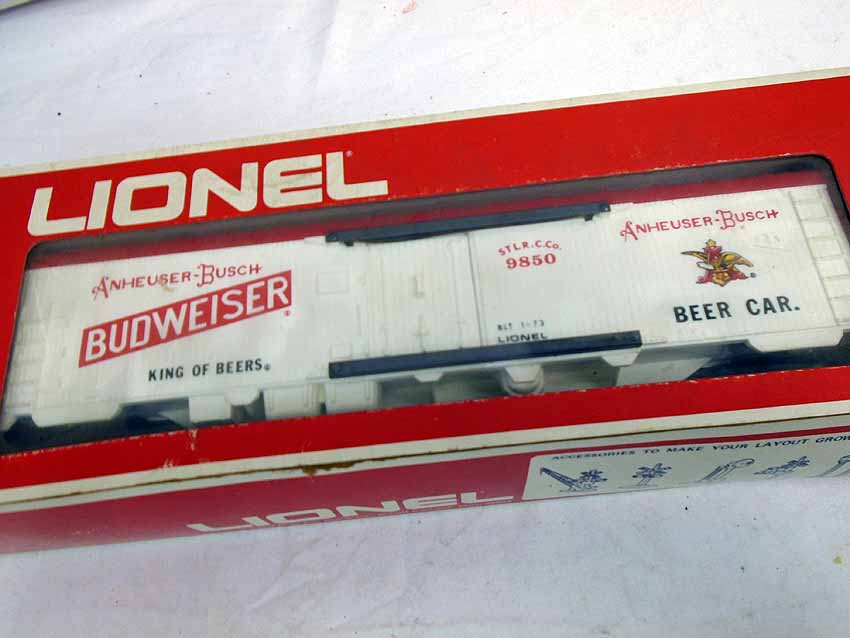 LIONEL
ANHEUSER-BUSCH
BUDWEISER
KING OF BEERS®
ST.L.R.C.CO.
9850
BLT 1-73
LIONEL
ANHEUSER-BUSCH
BEER CAR.
LIONEL
ACCESSORIES TO MAKE YOUR LAYOUT GROW